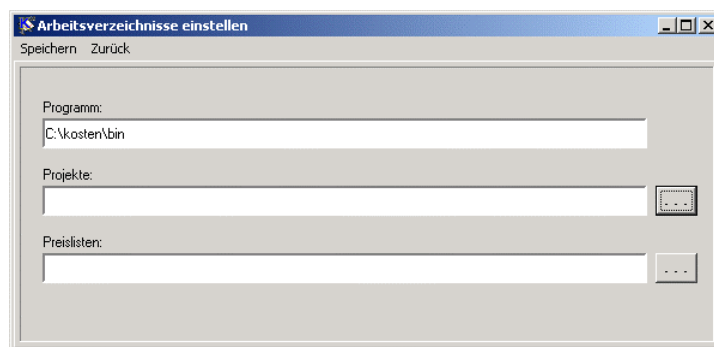 Arbeitsverzeichnisse einstellen
Speichern Zurück
Programm:
C:\kosten\bin
Projekte:
...
Preislisten:
...